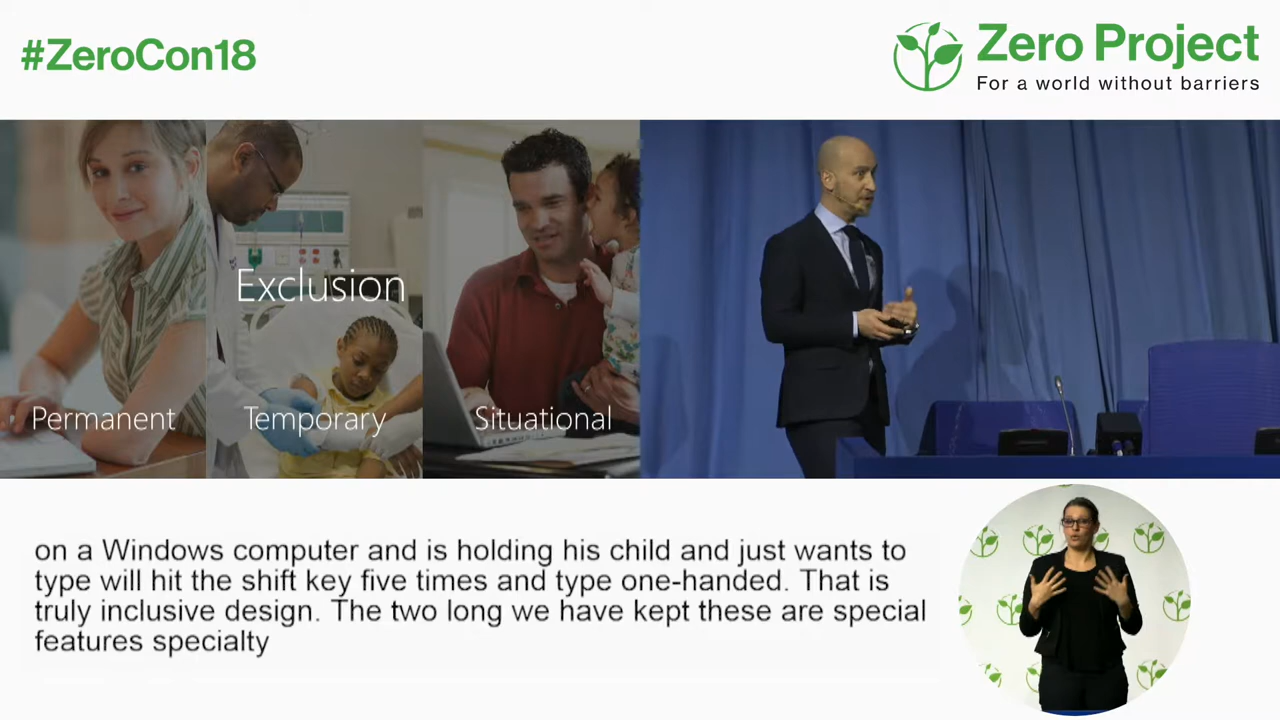 #ZeroCon18
Zero Project
For a world without barriers
Exclusion
Permanent
Temporary
Situational
on a Windows computer and is holding his child and just wants to
type will hit the shift key five times and type one-handed. That is
truly inclusive design. The two long we have kept these are special
features specialty